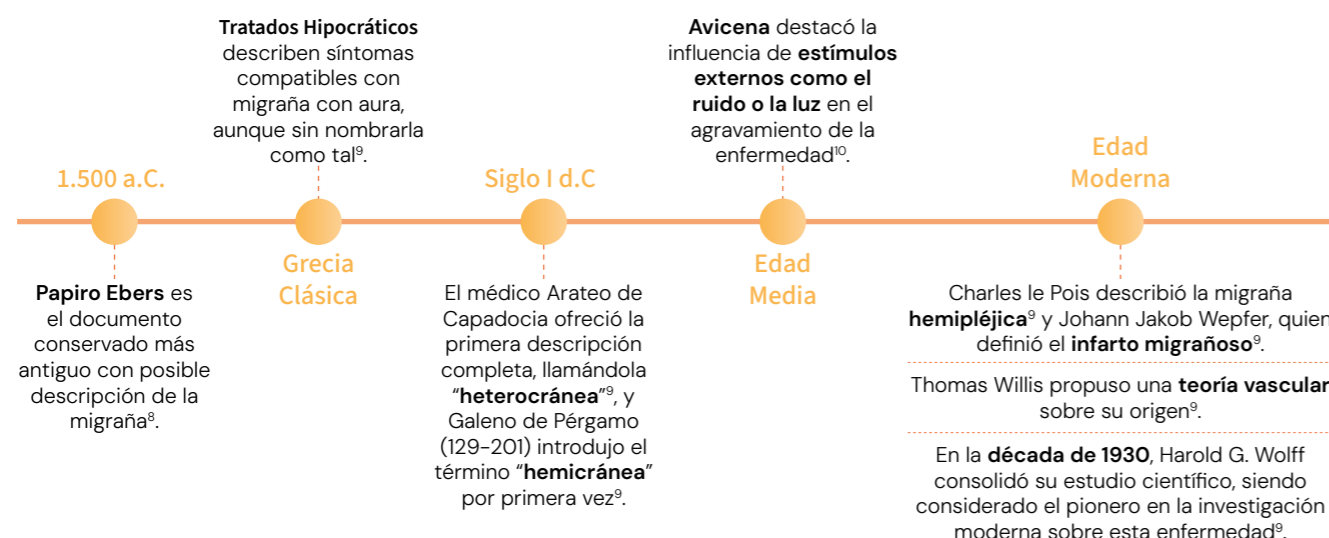 1.500 a.C.
Papiro Ebers es
el documento
conservado más
antiguo con posible
descripción de la
migraña⁸.
Tratados Hipocráticos
describen síntomas
compatibles con
migraña con aura,
aunque sin nombrarla
como tal⁹.
Grecia
Clásica
Siglo I d.C
El médico Arateo de
Capadocia ofreció la
primera descripción
completa, llamándola
“heterocránea”⁹, y
Galeno de Pérgamo
(129-201) introdujo el
término “hemicránea”
por primera vez⁹.
Avicena destacó la
influencia de estímulos
externos como el
ruido o la luz en el
agravamiento de la
enfermedad¹⁰.
Edad
Media
Edad
Moderna
Charles le Pois describió la migraña
hemipléjica⁹ y Johann Jakob Wepfer, quien
definió el infarto migrañoso⁹.
Thomas Willis propuso una teoría vascular
sobre su origen⁹.
En la década de 1930, Harold G. Wolff
consolidó su estudio científico, siendo
considerado el pionero en la investigación
moderna sobre esta enfermedad⁹.